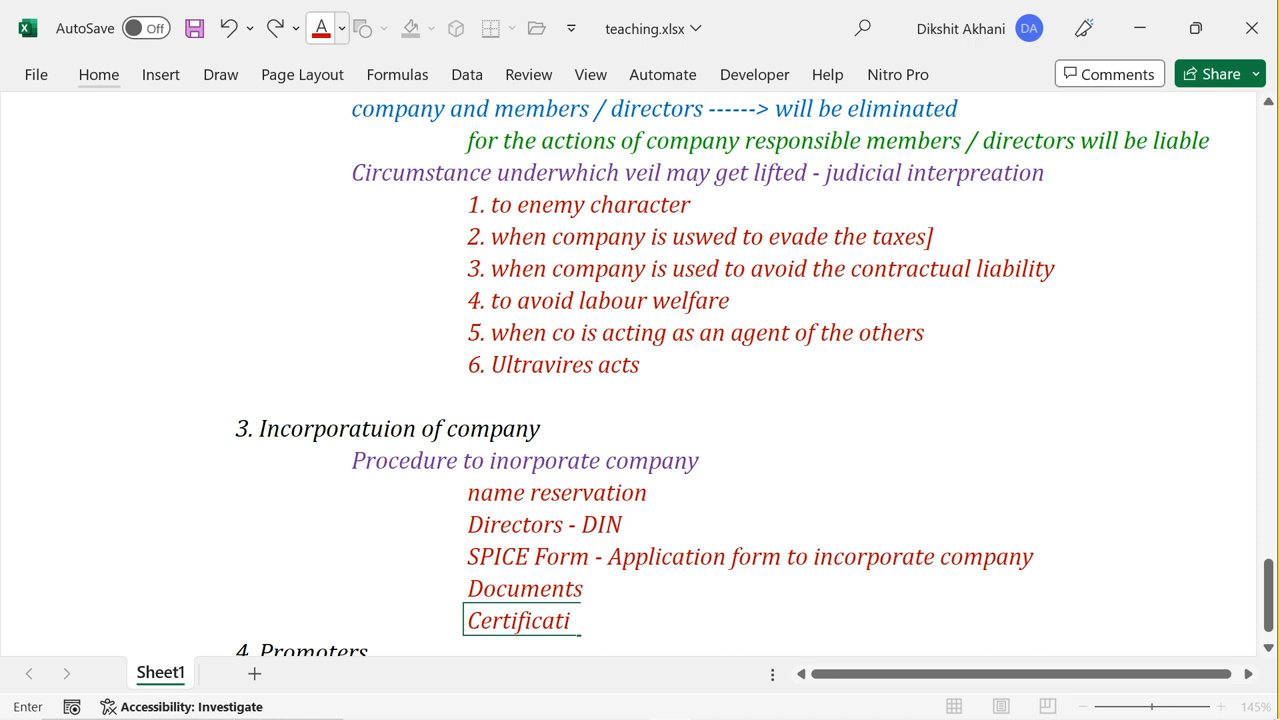 AutoSave Off teaching.xlsx Dikshit Akhani DA
File Home Insert Draw Page Layout Formulas Data Review View Automate Developer Help Nitro Pro Comments Share
company and members / directors ------> will be eliminated
for the actions of company responsible members / directors will be liable
Circumstance underwhich veil may get lifted - judicial interpreation
1. to enemy character
2. when company is uswed to evade the taxes]
3. when company is used to avoid the contractual liability
4. to avoid labour welfare
5. when co is acting as an agent of the others
6. Ultravires acts
3. Incorporatuion of company
Procedure to inorporate company
name reservation
Directors - DIN
SPICE Form - Application form to incorporate company
Documents
Certificati
4. Promoters
Sheet1
Enter Accessibility: Investigate 145%